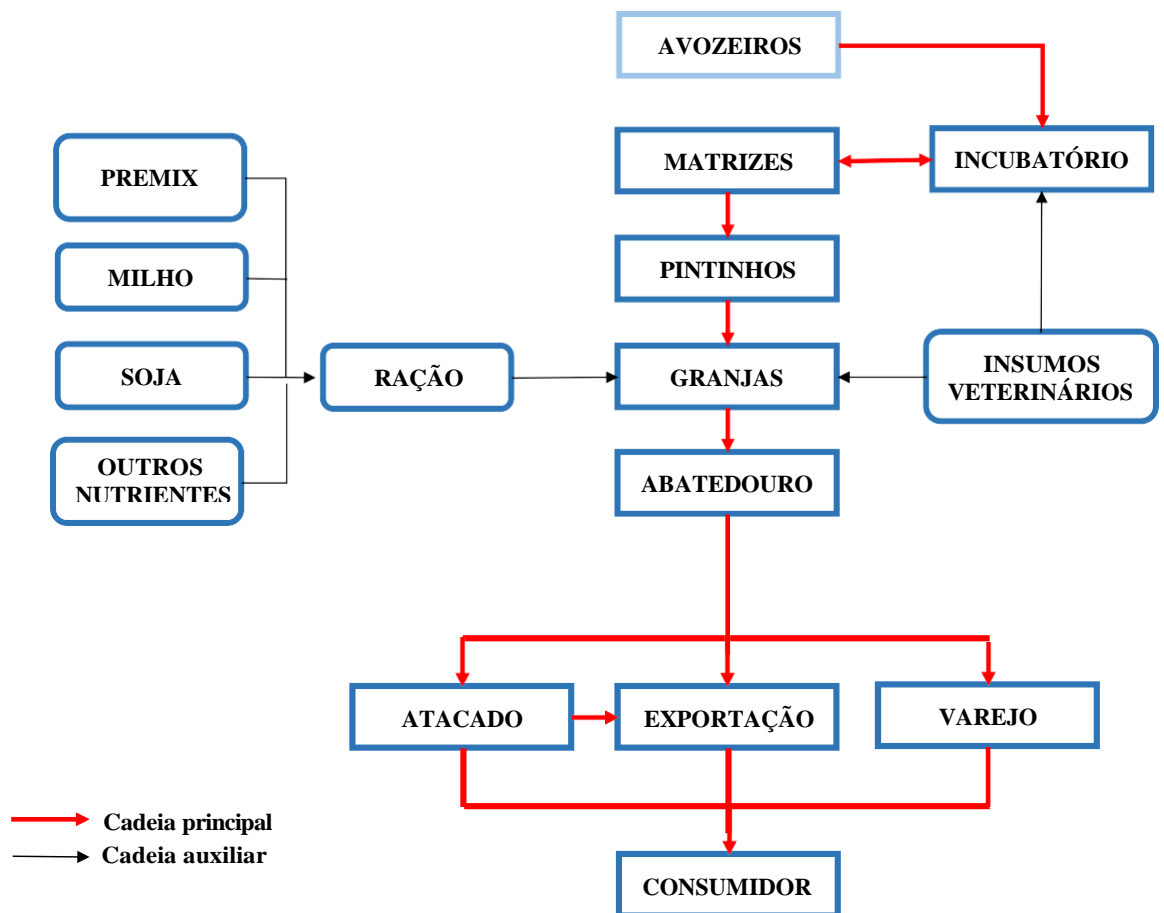 AVOZEIROS
PREMIX
MATRIZES
INCUBATÓRIO
MILHO
PINTINHOS
SOJA
RAÇÃO
GRANJAS
INSUMOS
VETERINÁRIOS
OUTROS
NUTRIENTES
ABATEDOURO
ATACADO
EXPORTAÇÃO
VAREJO
Cadeia principal
Cadeia auxiliar
CONSUMIDOR